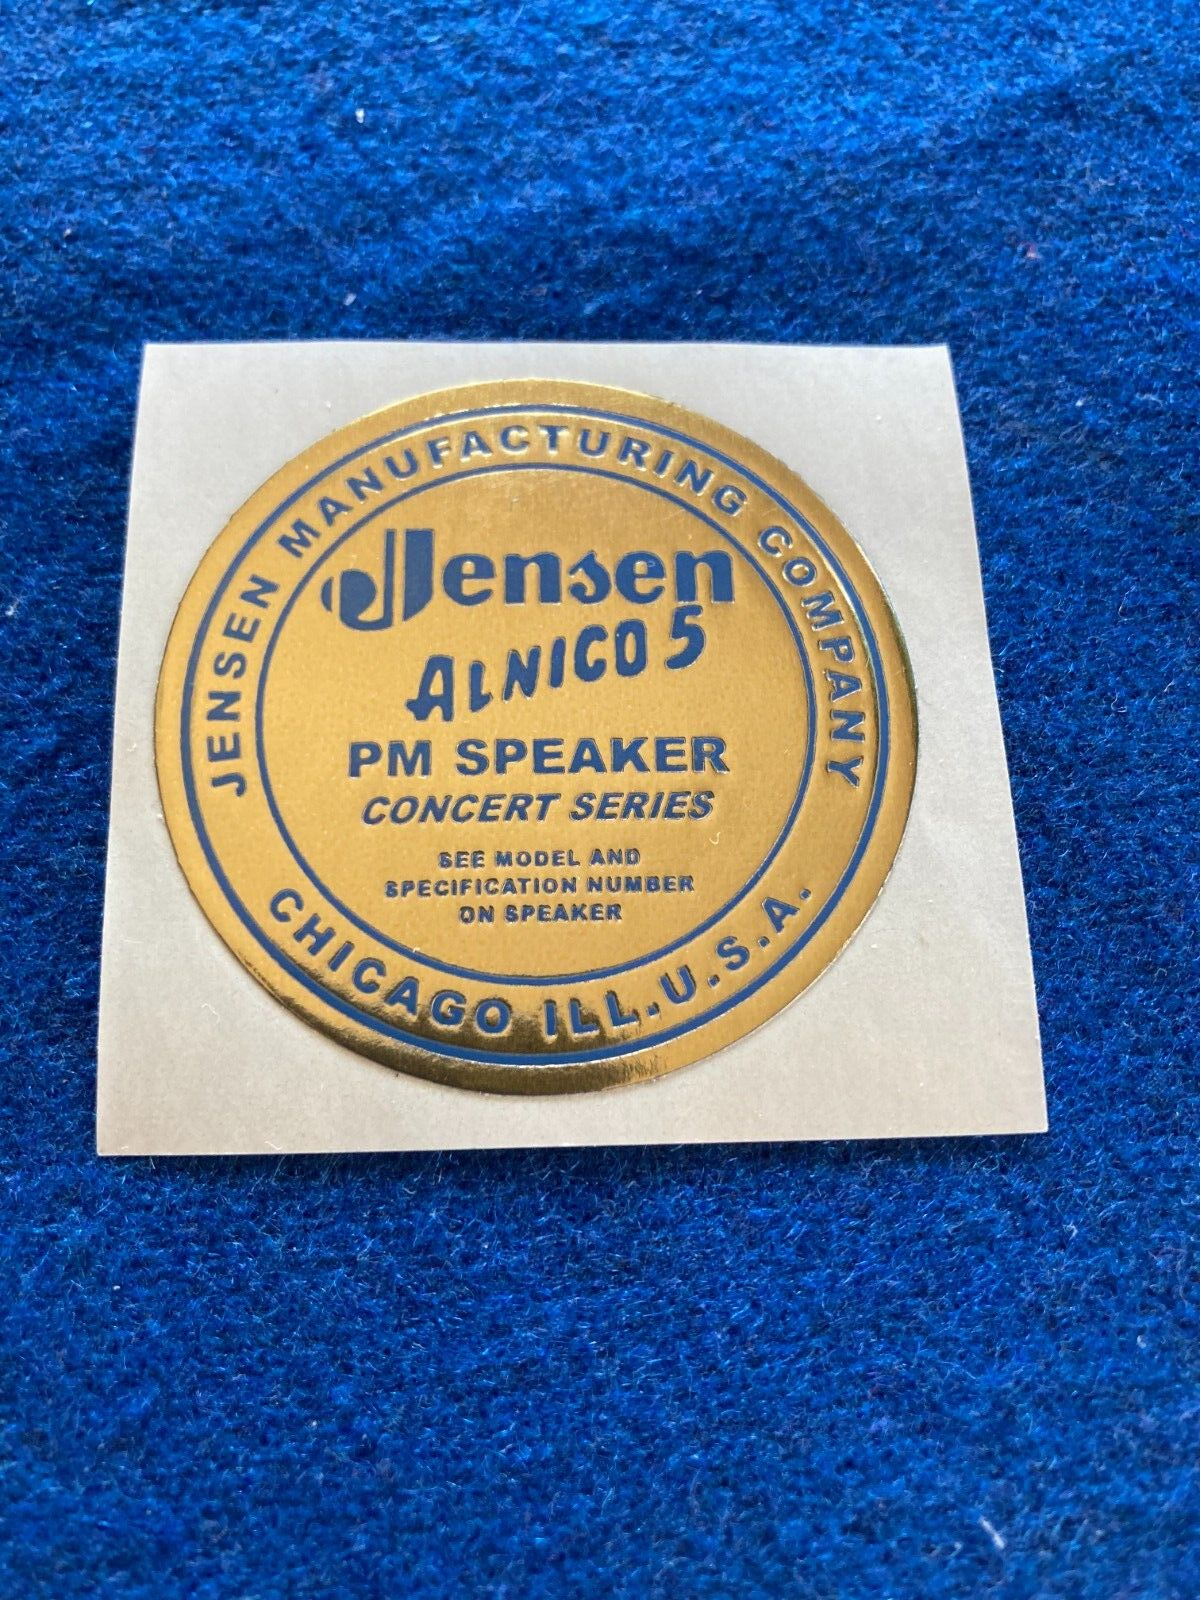 JENSEN MANUFACTURING COMPANY
Jensen
ALNICO 5
PM SPEAKER
CONCERT SERIES
SEE MODEL AND
SPECIFICATION NUMBER
ON SPEAKER
CHICAGO ILL. U.S.A.